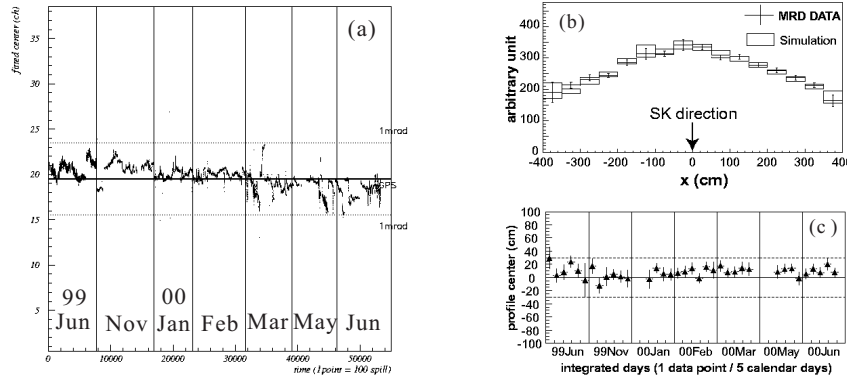 (a)
fitted center (ch)
35
30
25
20
15
10
5
1mrad
GPS
1mrad
99
Jun
Nov
00
Jan
Feb
Mar
May
Jun
0
10000
20000
30000
40000
50000
time (1point = 100 spill)
(b)
MRD DATA
Simulation
arbitrary unit
400
300
200
100
0
SK direction
-400
-300
-200
-100
0
100
200
300
400
x (cm)
(c)
profile center (cm)
100
80
60
40
20
0
-20
-40
-60
-80
-100
99Jun
99Nov
00Jan
00Feb
00Mar
00May
00Jun
integrated days (1 data point / 5 calendar days)